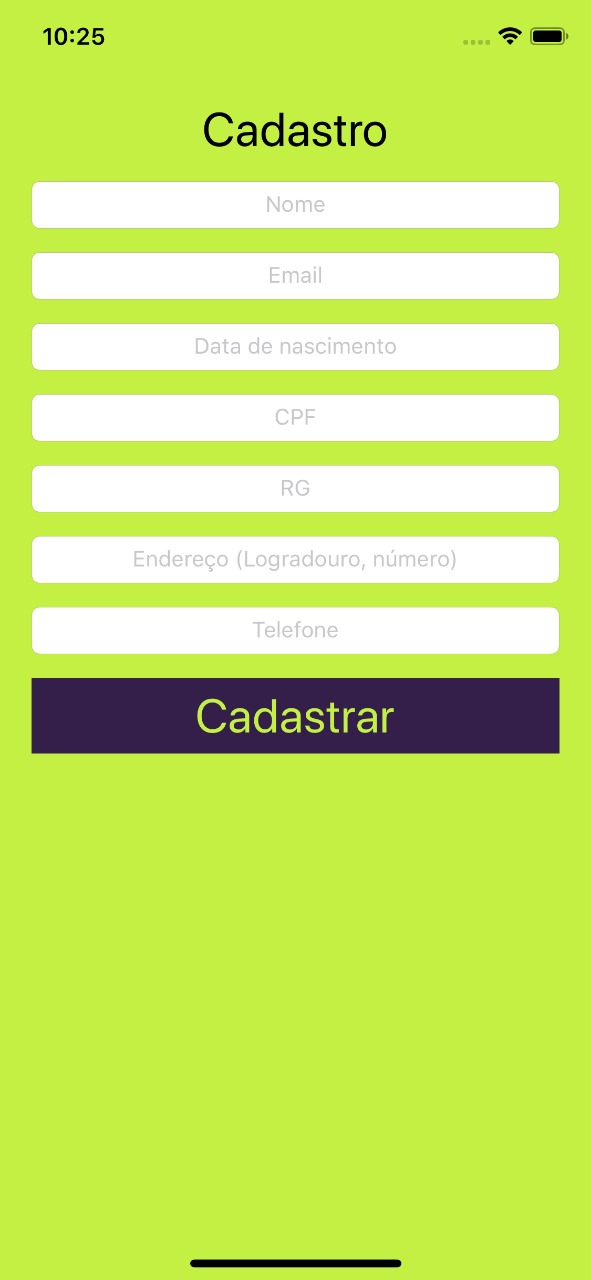 10:25
Cadastro
Nome
Email
Data de nascimento
CPF
RG
Endereço (Logradouro, número)
Telefone
Cadastrar